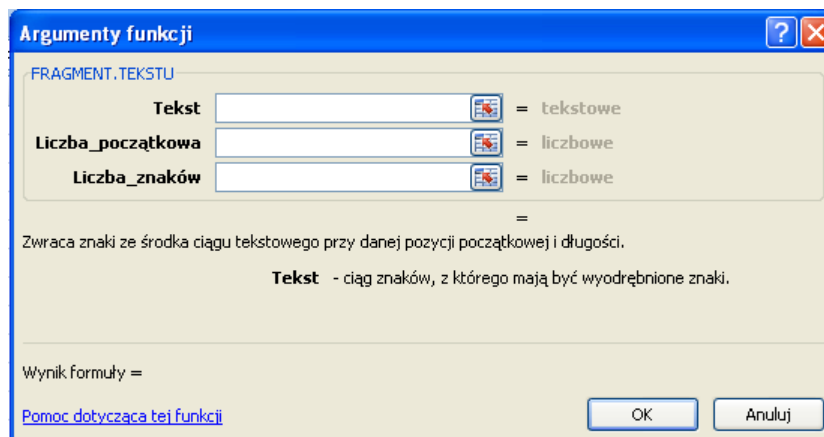 Argumenty funkcji
FRAGMENT.TEKSTU
Tekst = tekstowe
Liczba_początkowa = liczbowe
Liczba_znaków = liczbowe
=
Zwraca znaki ze środka ciągu tekstowego przy danej pozycji początkowej i długości.
Tekst - ciąg znaków, z którego mają być wyodrębnione znaki.
Wynik formuły =
Pomoc dotycząca tej funkcji OK Anuluj